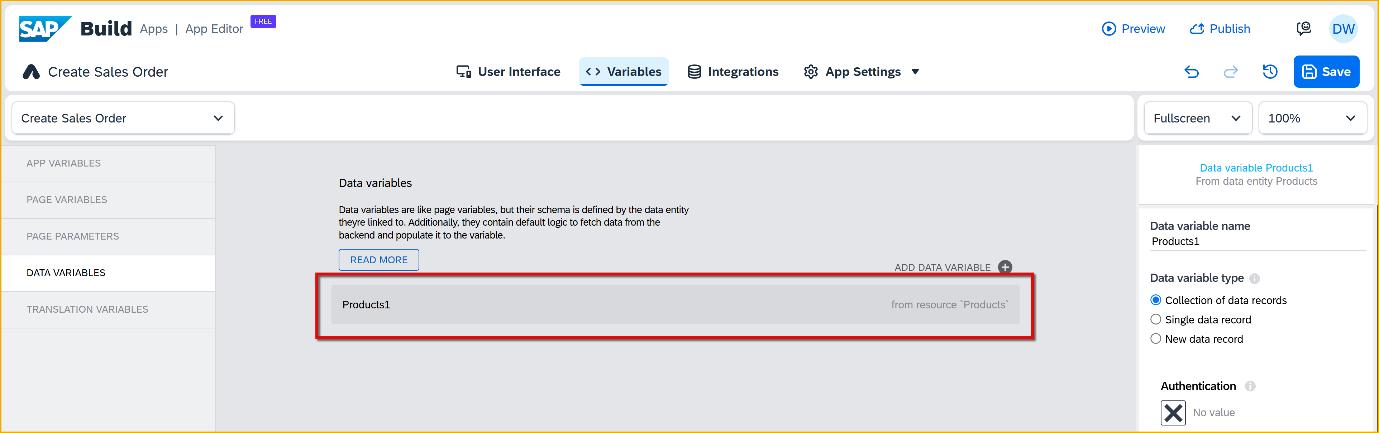 SAP Build Apps | App Editor FREE
Preview Publish DW
Create Sales Order User Interface <> Variables Integrations App Settings Save
Create Sales Order Fullscreen 100%
APP VARIABLES
PAGE VARIABLES
PAGE PARAMETERS
DATA VARIABLES
TRANSLATION VARIABLES
Data variables
Data variables are like page variables, but their schema is defined by the data entity
theyre linked to. Additionally, they contain default logic to fetch data from the
backend and populate it to the variable.
READ MORE
ADD DATA VARIABLE
Products1 from resource `Products`
Data variable Products1
From data entity Products
Data variable name
Products1
Data variable type
Collection of data records
Single data record
New data record
Authentication
No value